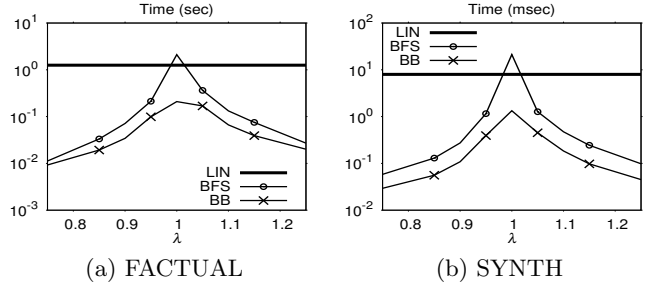 Time (sec)
10^1
10^0
10^-1
10^-2
10^-3
LIN
BFS
BB
0.8 0.9 1 1.1 1.2
λ
(a) FACTUAL
Time (msec)
10^2
10^1
10^0
10^-1
10^-2
LIN
BFS
BB
0.8 0.9 1 1.1 1.2
λ
(b) SYNTH